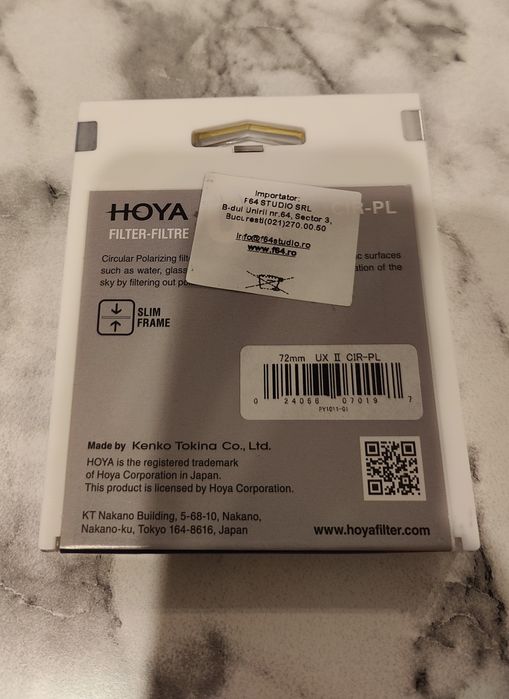 Importator:
F64 STUDIO SRL
B-dul Unirii nr.64, Sector 3,
Bucuresti(021)270.00.50
info@f64studio.ro
www.f64.ro
HOYA CIR-PL
FILTER-FILTRE
Circular Polarizing surfaces
such as water, of the
sky by filtering out
SLIM
FRAME
72mm UX II CIR-PL
0 24066 07019 7
PY1011-01
Made by Kenko Tokina Co., Ltd.
HOYA is the registered trademark
of Hoya Corporation in Japan.
This product is licensed by Hoya Corporation.
KT Nakano Building, 5-68-10, Nakano,
Nakano-ku, Tokyo 164-8616, Japan
www.hoyafilter.com